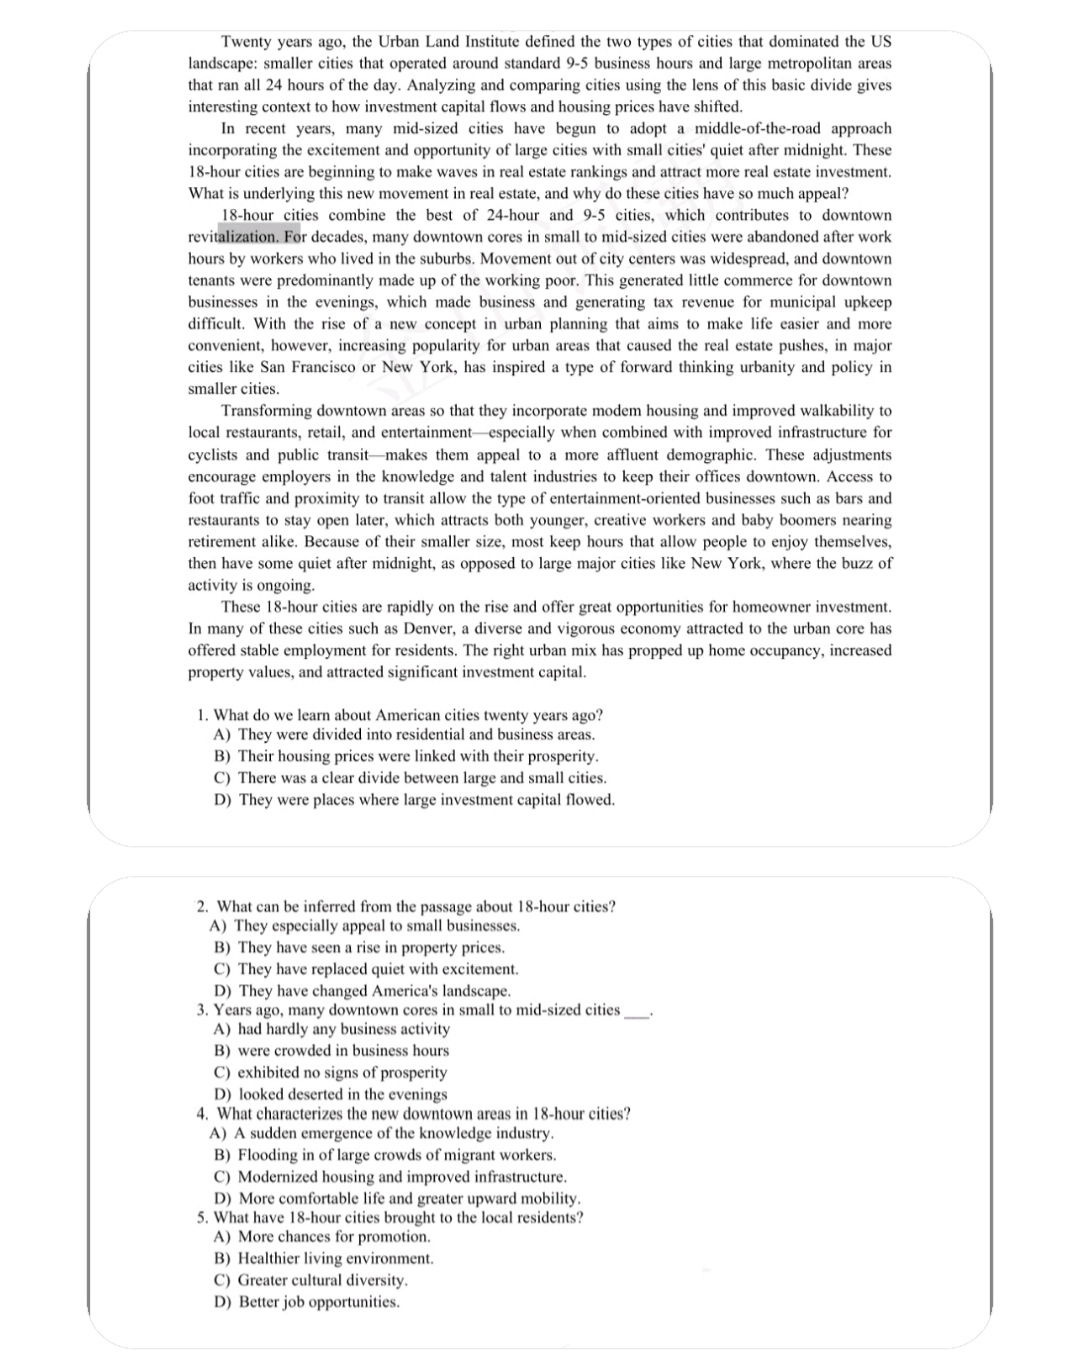 Twenty years ago, the Urban Land Institute defined the two types of cities that dominated the US
landscape: smaller cities that operated around standard 9-5 business hours and large metropolitan areas
that ran all 24 hours of the day. Analyzing and comparing cities using the lens of this basic divide gives
interesting context to how investment capital flows and housing prices have shifted.
In recent years, many mid-sized cities have begun to adopt a middle-of-the-road approach
incorporating the excitement and opportunity of large cities with small cities' quiet after midnight. These
18-hour cities are beginning to make waves in real estate rankings and attract more real estate investment.
What is underlying this new movement in real estate, and why do these cities have so much appeal?
18-hour cities combine the best of 24-hour and 9-5 cities, which contributes to downtown
revitalization. For decades, many downtown cores in small to mid-sized cities were abandoned after work
hours by workers who lived in the suburbs. Movement out of city centers was widespread, and downtown
tenants were predominantly made up of the working poor. This generated little commerce for downtown
businesses in the evenings, which made business and generating tax revenue for municipal upkeep
difficult. With the rise of a new concept in urban planning that aims to make life easier and more
convenient, however, increasing popularity for urban areas that caused the real estate pushes, in major
cities like San Francisco or New York, has inspired a type of forward thinking urbanity and policy in
smaller cities.
Transforming downtown areas so that they incorporate modem housing and improved walkability to
local restaurants, retail, and entertainment—especially when combined with improved infrastructure for
cyclists and public transit—makes them appeal to a more affluent demographic. These adjustments
encourage employers in the knowledge and talent industries to keep their offices downtown. Access to
foot traffic and proximity to transit allow the type of entertainment-oriented businesses such as bars and
restaurants to stay open later, which attracts both younger, creative workers and baby boomers nearing
retirement alike. Because of their smaller size, most keep hours that allow people to enjoy themselves,
then have some quiet after midnight, as opposed to large major cities like New York, where the buzz of
activity is ongoing.
These 18-hour cities are rapidly on the rise and offer great opportunities for homeowner investment.
In many of these cities such as Denver, a diverse and vigorous economy attracted to the urban core has
offered stable employment for residents. The right urban mix has propped up home occupancy, increased
property values, and attracted significant investment capital.
1. What do we learn about American cities twenty years ago?
A) They were divided into residential and business areas.
B) Their housing prices were linked with their prosperity.
C) There was a clear divide between large and small cities.
D) They were places where large investment capital flowed.
2. What can be inferred from the passage about 18-hour cities?
A) They especially appeal to small businesses.
B) They have seen a rise in property prices.
C) They have replaced quiet with excitement.
D) They have changed America's landscape.
3. Years ago, many downtown cores in small to mid-sized cities ___.
A) had hardly any business activity
B) were crowded in business hours
C) exhibited no signs of prosperity
D) looked deserted in the evenings
4. What characterizes the new downtown areas in 18-hour cities?
A) A sudden emergence of the knowledge industry.
B) Flooding in of large crowds of migrant workers.
C) Modernized housing and improved infrastructure.
D) More comfortable life and greater upward mobility.
5. What have 18-hour cities brought to the local residents?
A) More chances for promotion.
B) Healthier living environment.
C) Greater cultural diversity.
D) Better job opportunities.